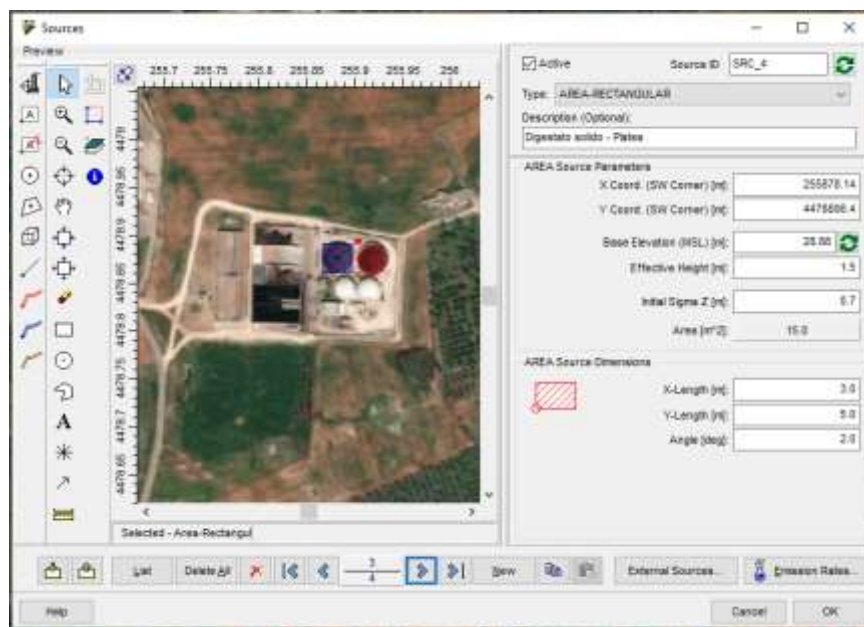 Sources
Preview
255.7 255.75 255.8 255.85 255.9 255.95 256
4479
4478.95
4478.9
4478.85
4478.8
4478.75
4478.7
4478.65
A
A
Selected - Area-Rectangul
Active
Source ID
SRC_4
Type: AREA-RECTANGULAR
Description (Optional):
Digestato solido - Platea
AREA Source Parameters
X Coord. (SW Corner) [m]: 255878.14
Y Coord. (SW Corner) [m]:
Base Elevation (MSL) [m]: 28.88
Effective Height [m]: 1.5
Initial Sigma Z [m]:
Area [m^2]: 15.0
AREA Source Dimensions
X-Length [m]: 3.0
Y-Length [m]: 5.0
Angle [deg]: 2.0
List
Delete All
3
4
New
External Sources...
Emission Rates...
Help
Cancel
OK